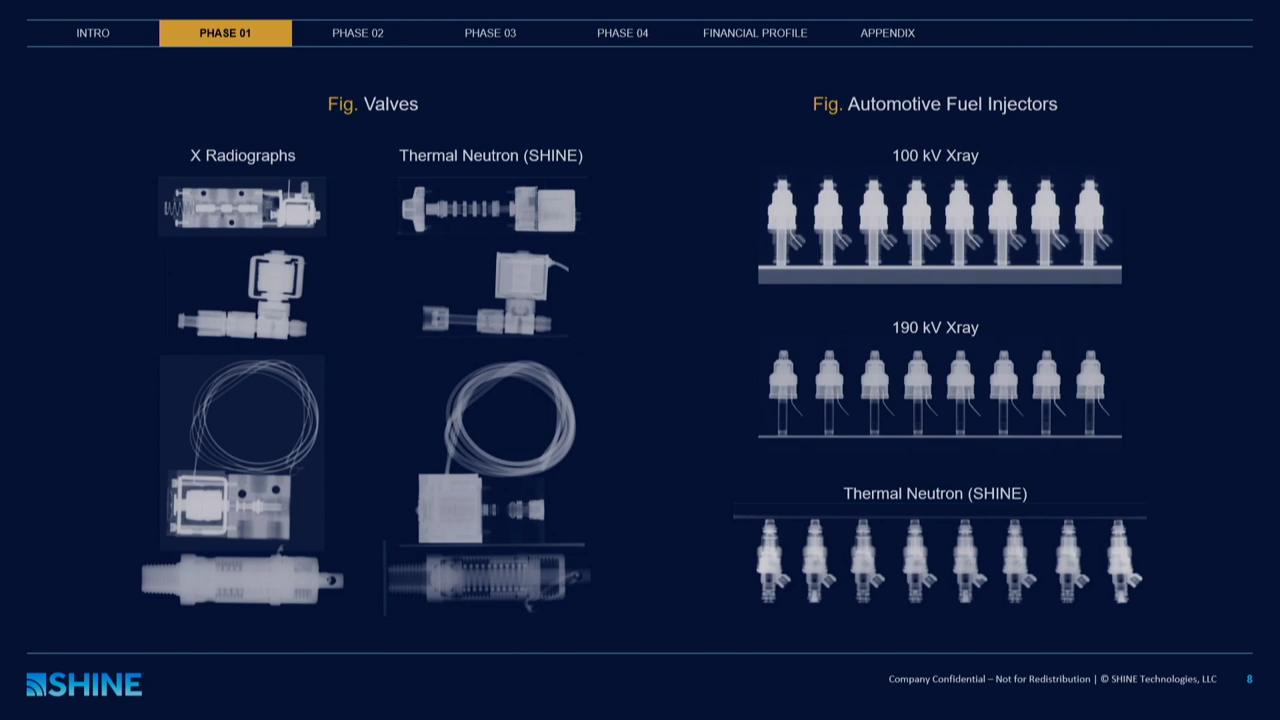 INTRO
PHASE 01
PHASE 02
PHASE 03
PHASE 04
FINANCIAL PROFILE
APPENDIX
Fig. Valves
X Radiographs
Thermal Neutron (SHINE)
Fig. Automotive Fuel Injectors
100 kV Xray
190 kV Xray
Thermal Neutron (SHINE)
SHINE
Company Confidential – Not for Redistribution | © SHINE Technologies, LLC
8